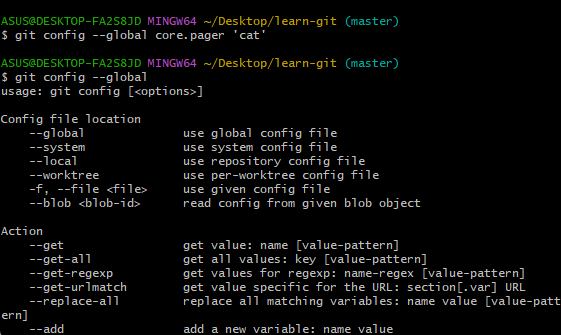 ASUS@DESKTOP-FA2S8JD MINGW64 ~/Desktop/learn-git (master)
$ git config --global core.pager 'cat'

ASUS@DESKTOP-FA2S8JD MINGW64 ~/Desktop/learn-git (master)
$ git config --global
usage: git config [<options>]

Config file location
    --global              use global config file
    --system              use system config file
    --local               use repository config file
    --worktree            use per-worktree config file
    -f, --file <file>     use given config file
    --blob <blob-id>      read config from given blob object

Action
    --get                 get value: name [value-pattern]
    --get-all             get all values: key [value-pattern]
    --get-regexp          get values for regexp: name-regex [value-pattern]
    --get-urlmatch        get value specific for the URL: section[.var] URL
    --replace-all         replace all matching variables: name value [value-patt
ern]
    --add                 add a new variable: name value